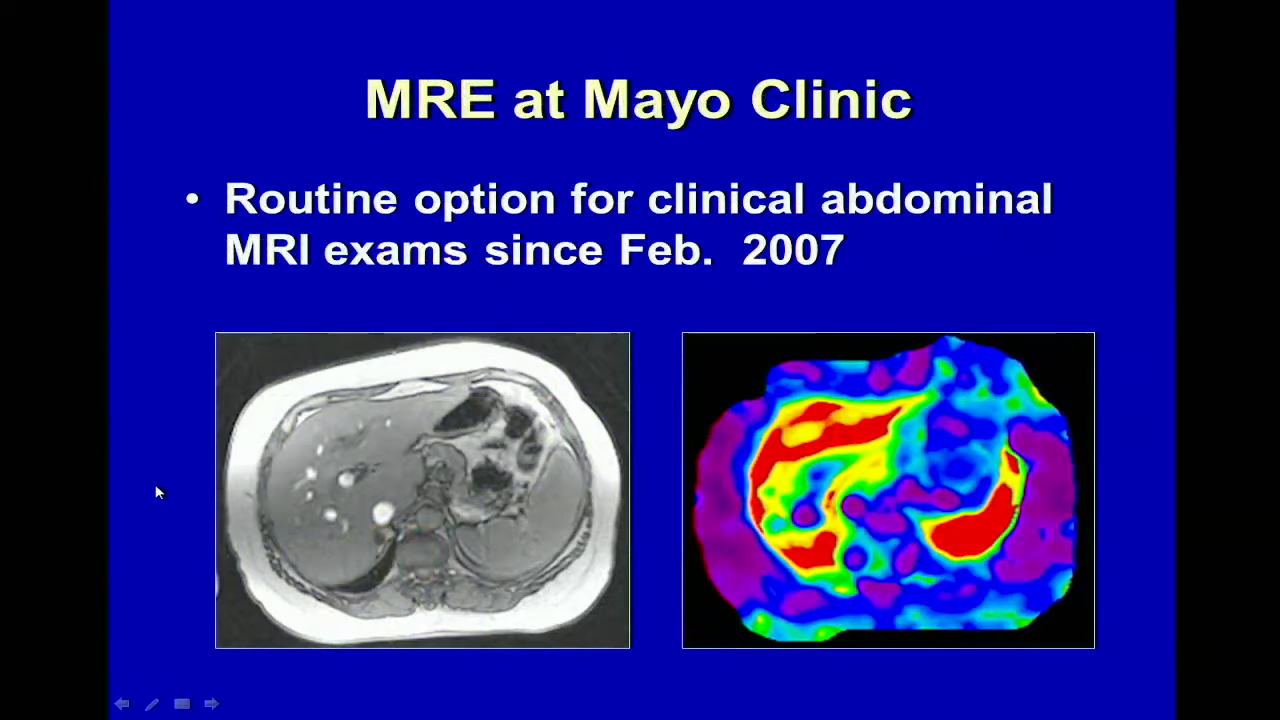 MRE at Mayo Clinic
• Routine option for clinical abdominal
MRI exams since Feb.  2007